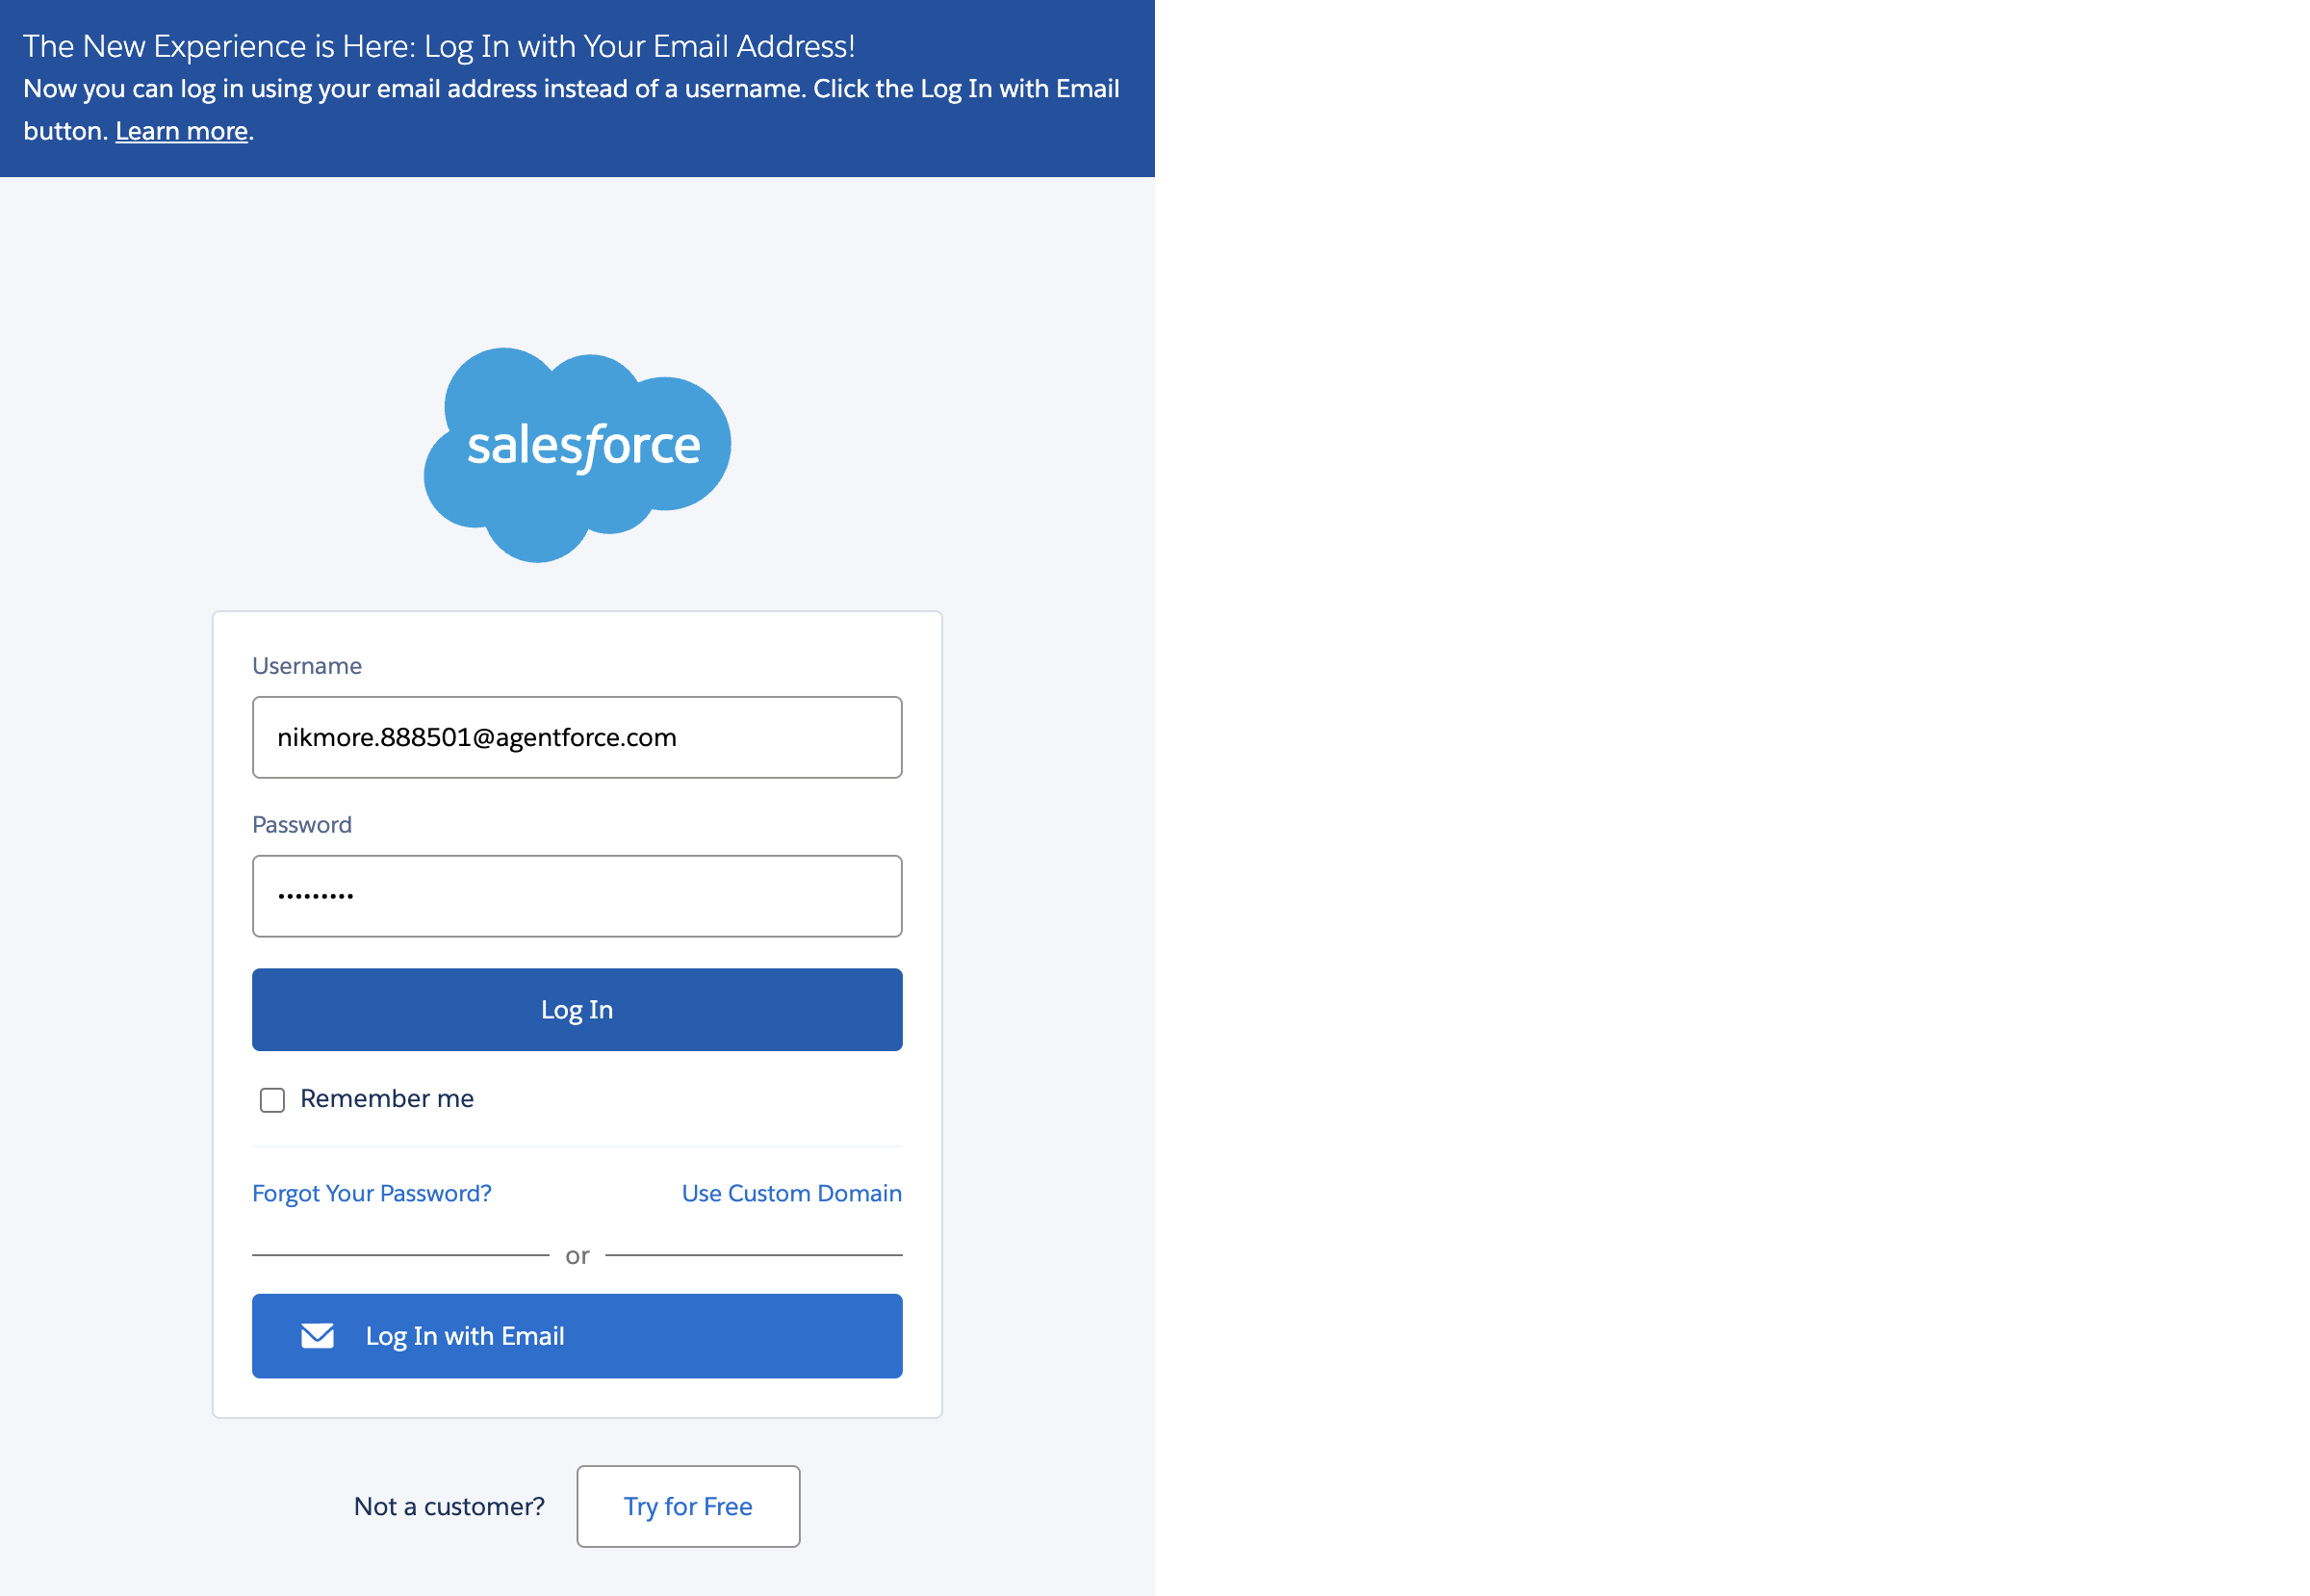 The New Experience is Here: Log In with Your Email Address!
Now you can log in using your email address instead of a username. Click the Log In with Email
button. Learn more.
salesforce
Username
nikmore.888501@agentforce.com
Password
•••••••••
Log In
Remember me
Forgot Your Password? Use Custom Domain
or
Log In with Email
Not a customer? Try for Free